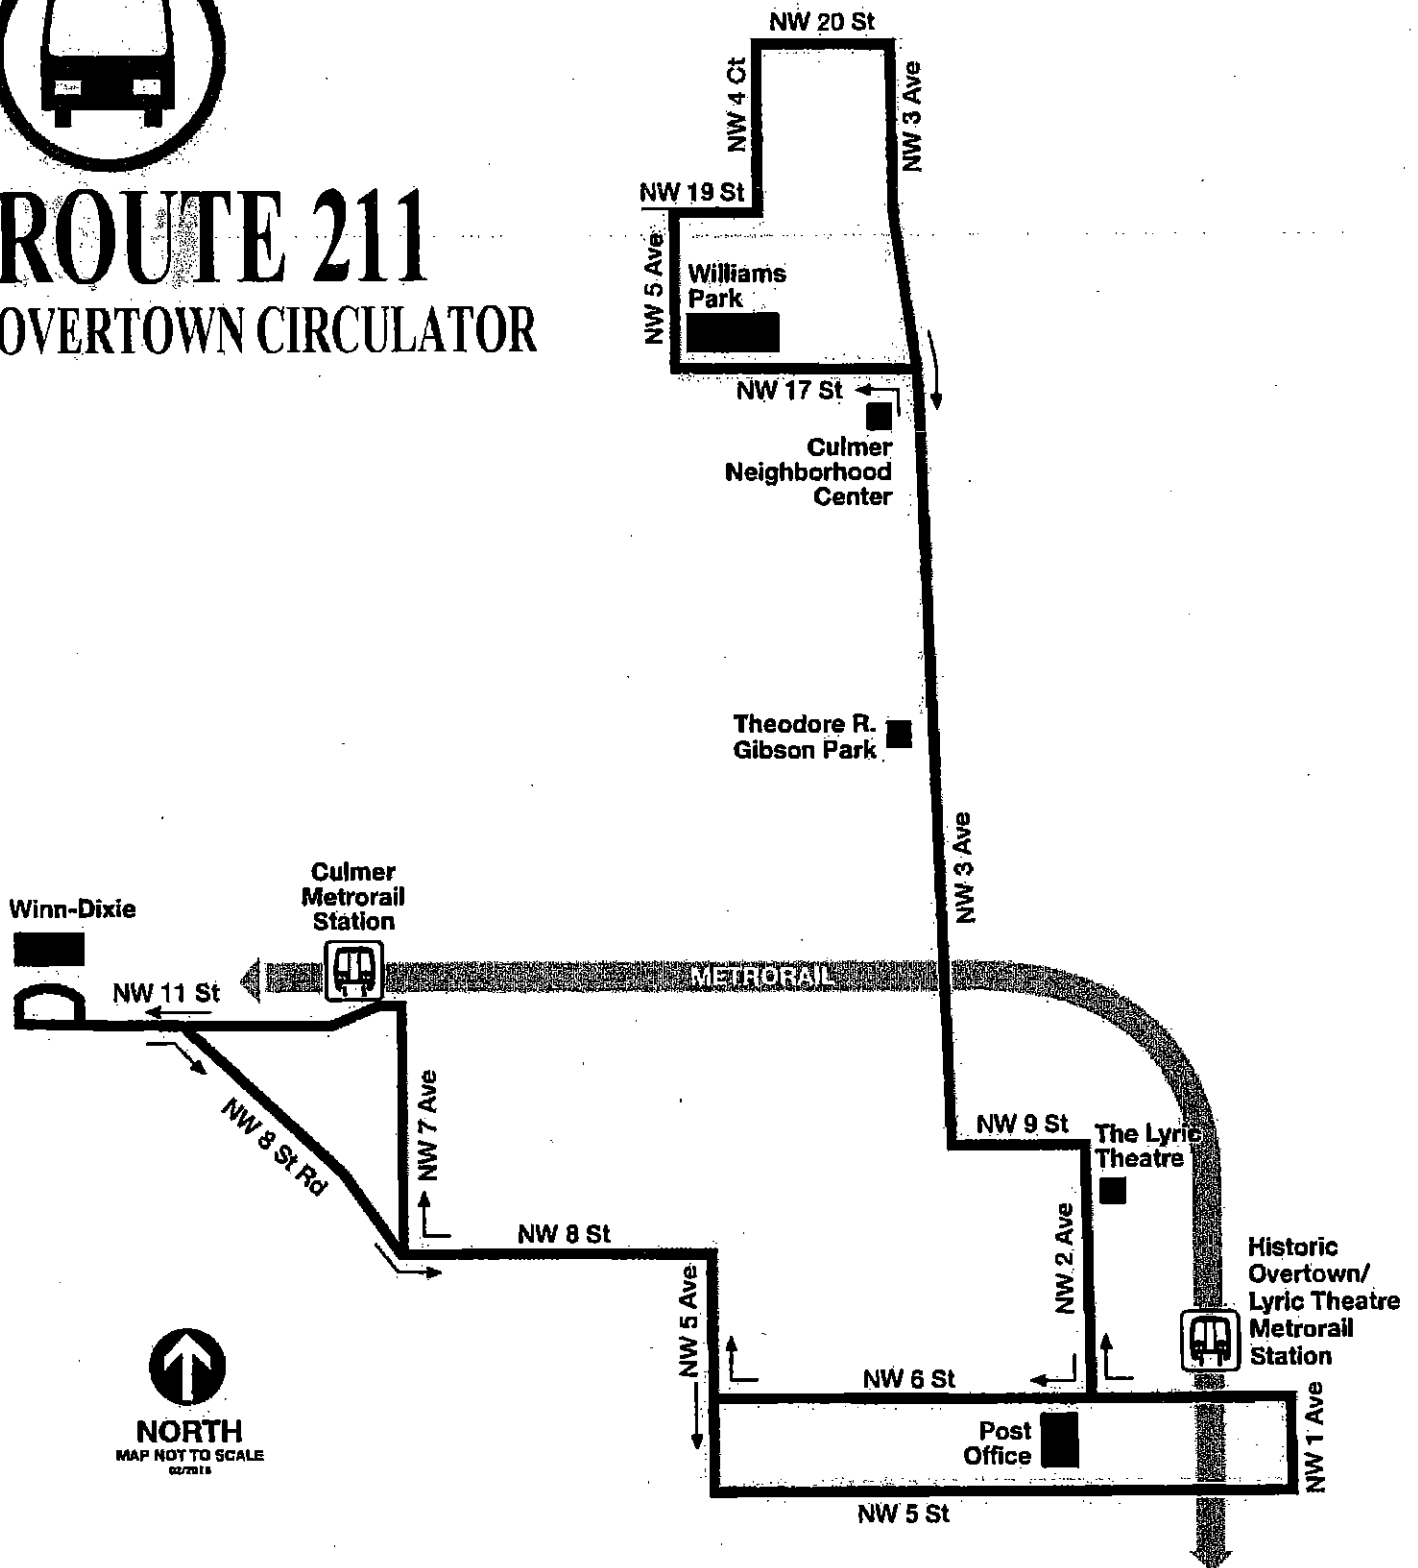 NW 20 St
NW 4 Ct
NW 3 Ave
ROUTE 211
OVERTOWN CIRCULATOR
NW 19 St
NW 5 Ave
Williams
Park
NW 17 St
Culmer
Neighborhood
Center
Theodore R.
Gibson Park
NW 3 Ave
Winn-Dixie
Culmer
Metrorail
Station
METRORAIL
NW 11 St
NW 8 St Rd
NW 7 Ave
NW 9 St
The Lyric
Theatre
NW 8 St
NW 5 Ave
NW 2 Ave
Historic
Overtown/
Lyric Theatre
Metrorail
Station
NW 6 St
NW 1 Ave
Post
Office
NW 5 St
NORTH
MAP NOT TO SCALE